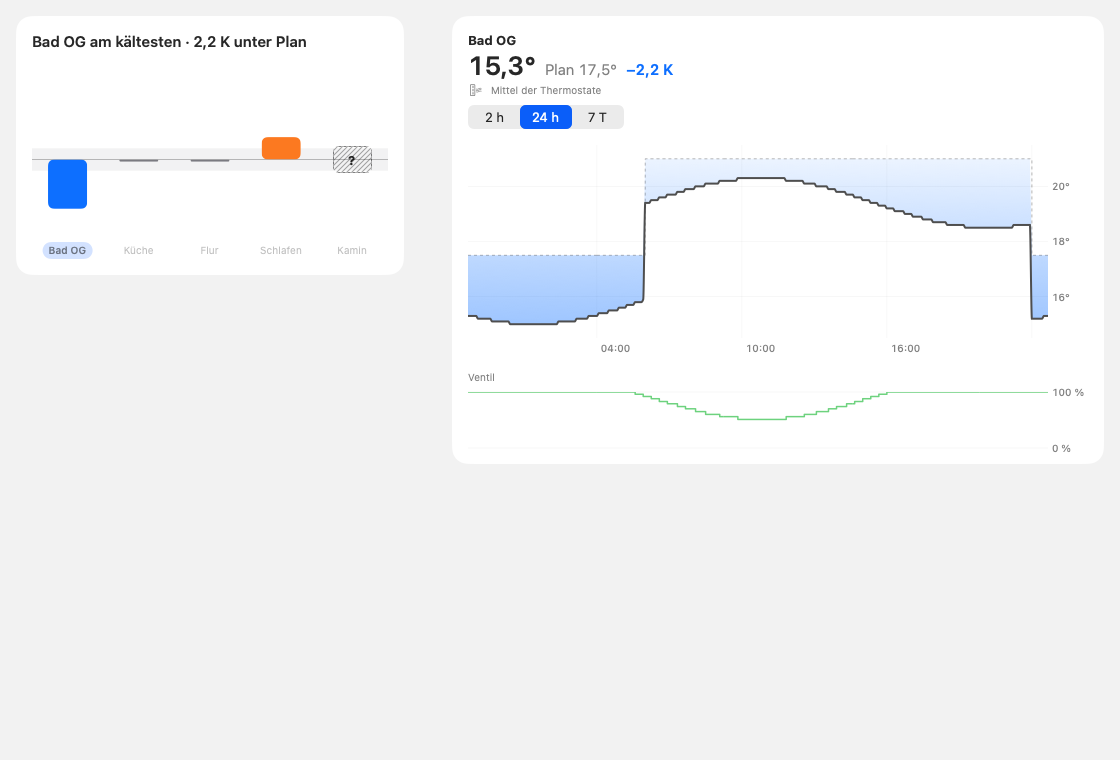 Bad OG am kältesten · 2,2 K unter Plan
?
Bad OG
Küche
Flur
Schlafen
Kamin
Bad OG
15,3° Plan 17,5° −2,2 K
Mittel der Thermostate
2 h
24 h
7 T
20°
18°
16°
04:00
10:00
16:00
Ventil
100 %
0 %